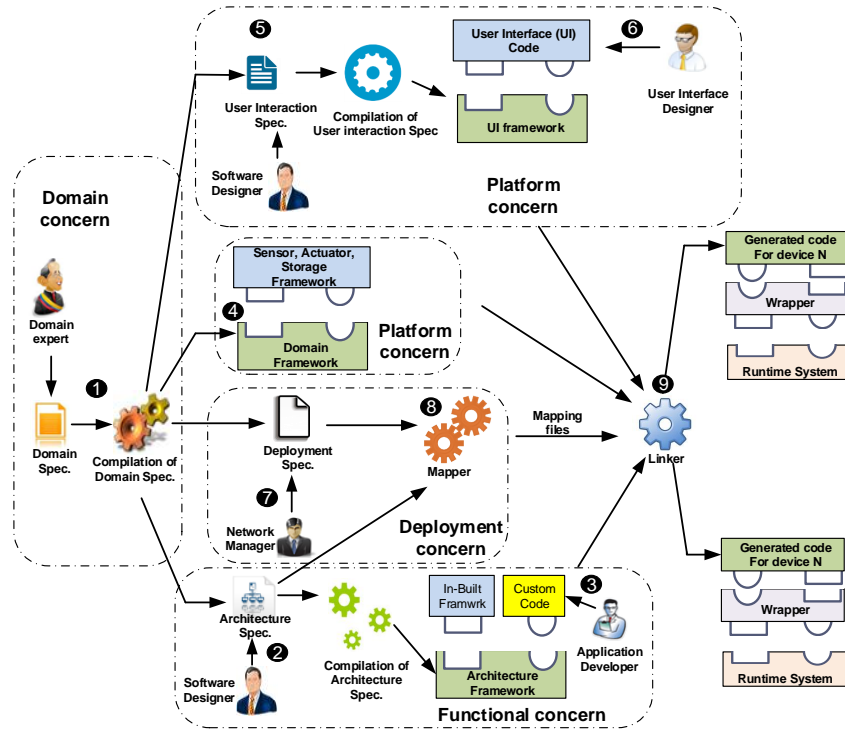 5
User Interaction
Spec.
Compilation of
User interaction Spec
User Interface (UI)
Code
UI framework
6
User Interface
Designer
Software
Designer
Platform
concern
Domain
concern
Domain
expert
1
Domain
Spec.
Compilation of
Domain Spec.
Sensor, Actuator,
Storage
Framework
4
Domain
Framework
Platform
concern
Deployment
Spec.
8
Mapper
7
Network
Manager
Deployment
concern
Mapping
files
9
Linker
Generated code
For device N
Wrapper
Runtime System
Architecture
Spec.
2
Software
Designer
Compilation of
Architecture Spec.
In-Built
Framwrk
Custom
Code
3
Application
Developer
Architecture
Framework
Functional concern
Generated code
For device N
Wrapper
Runtime System